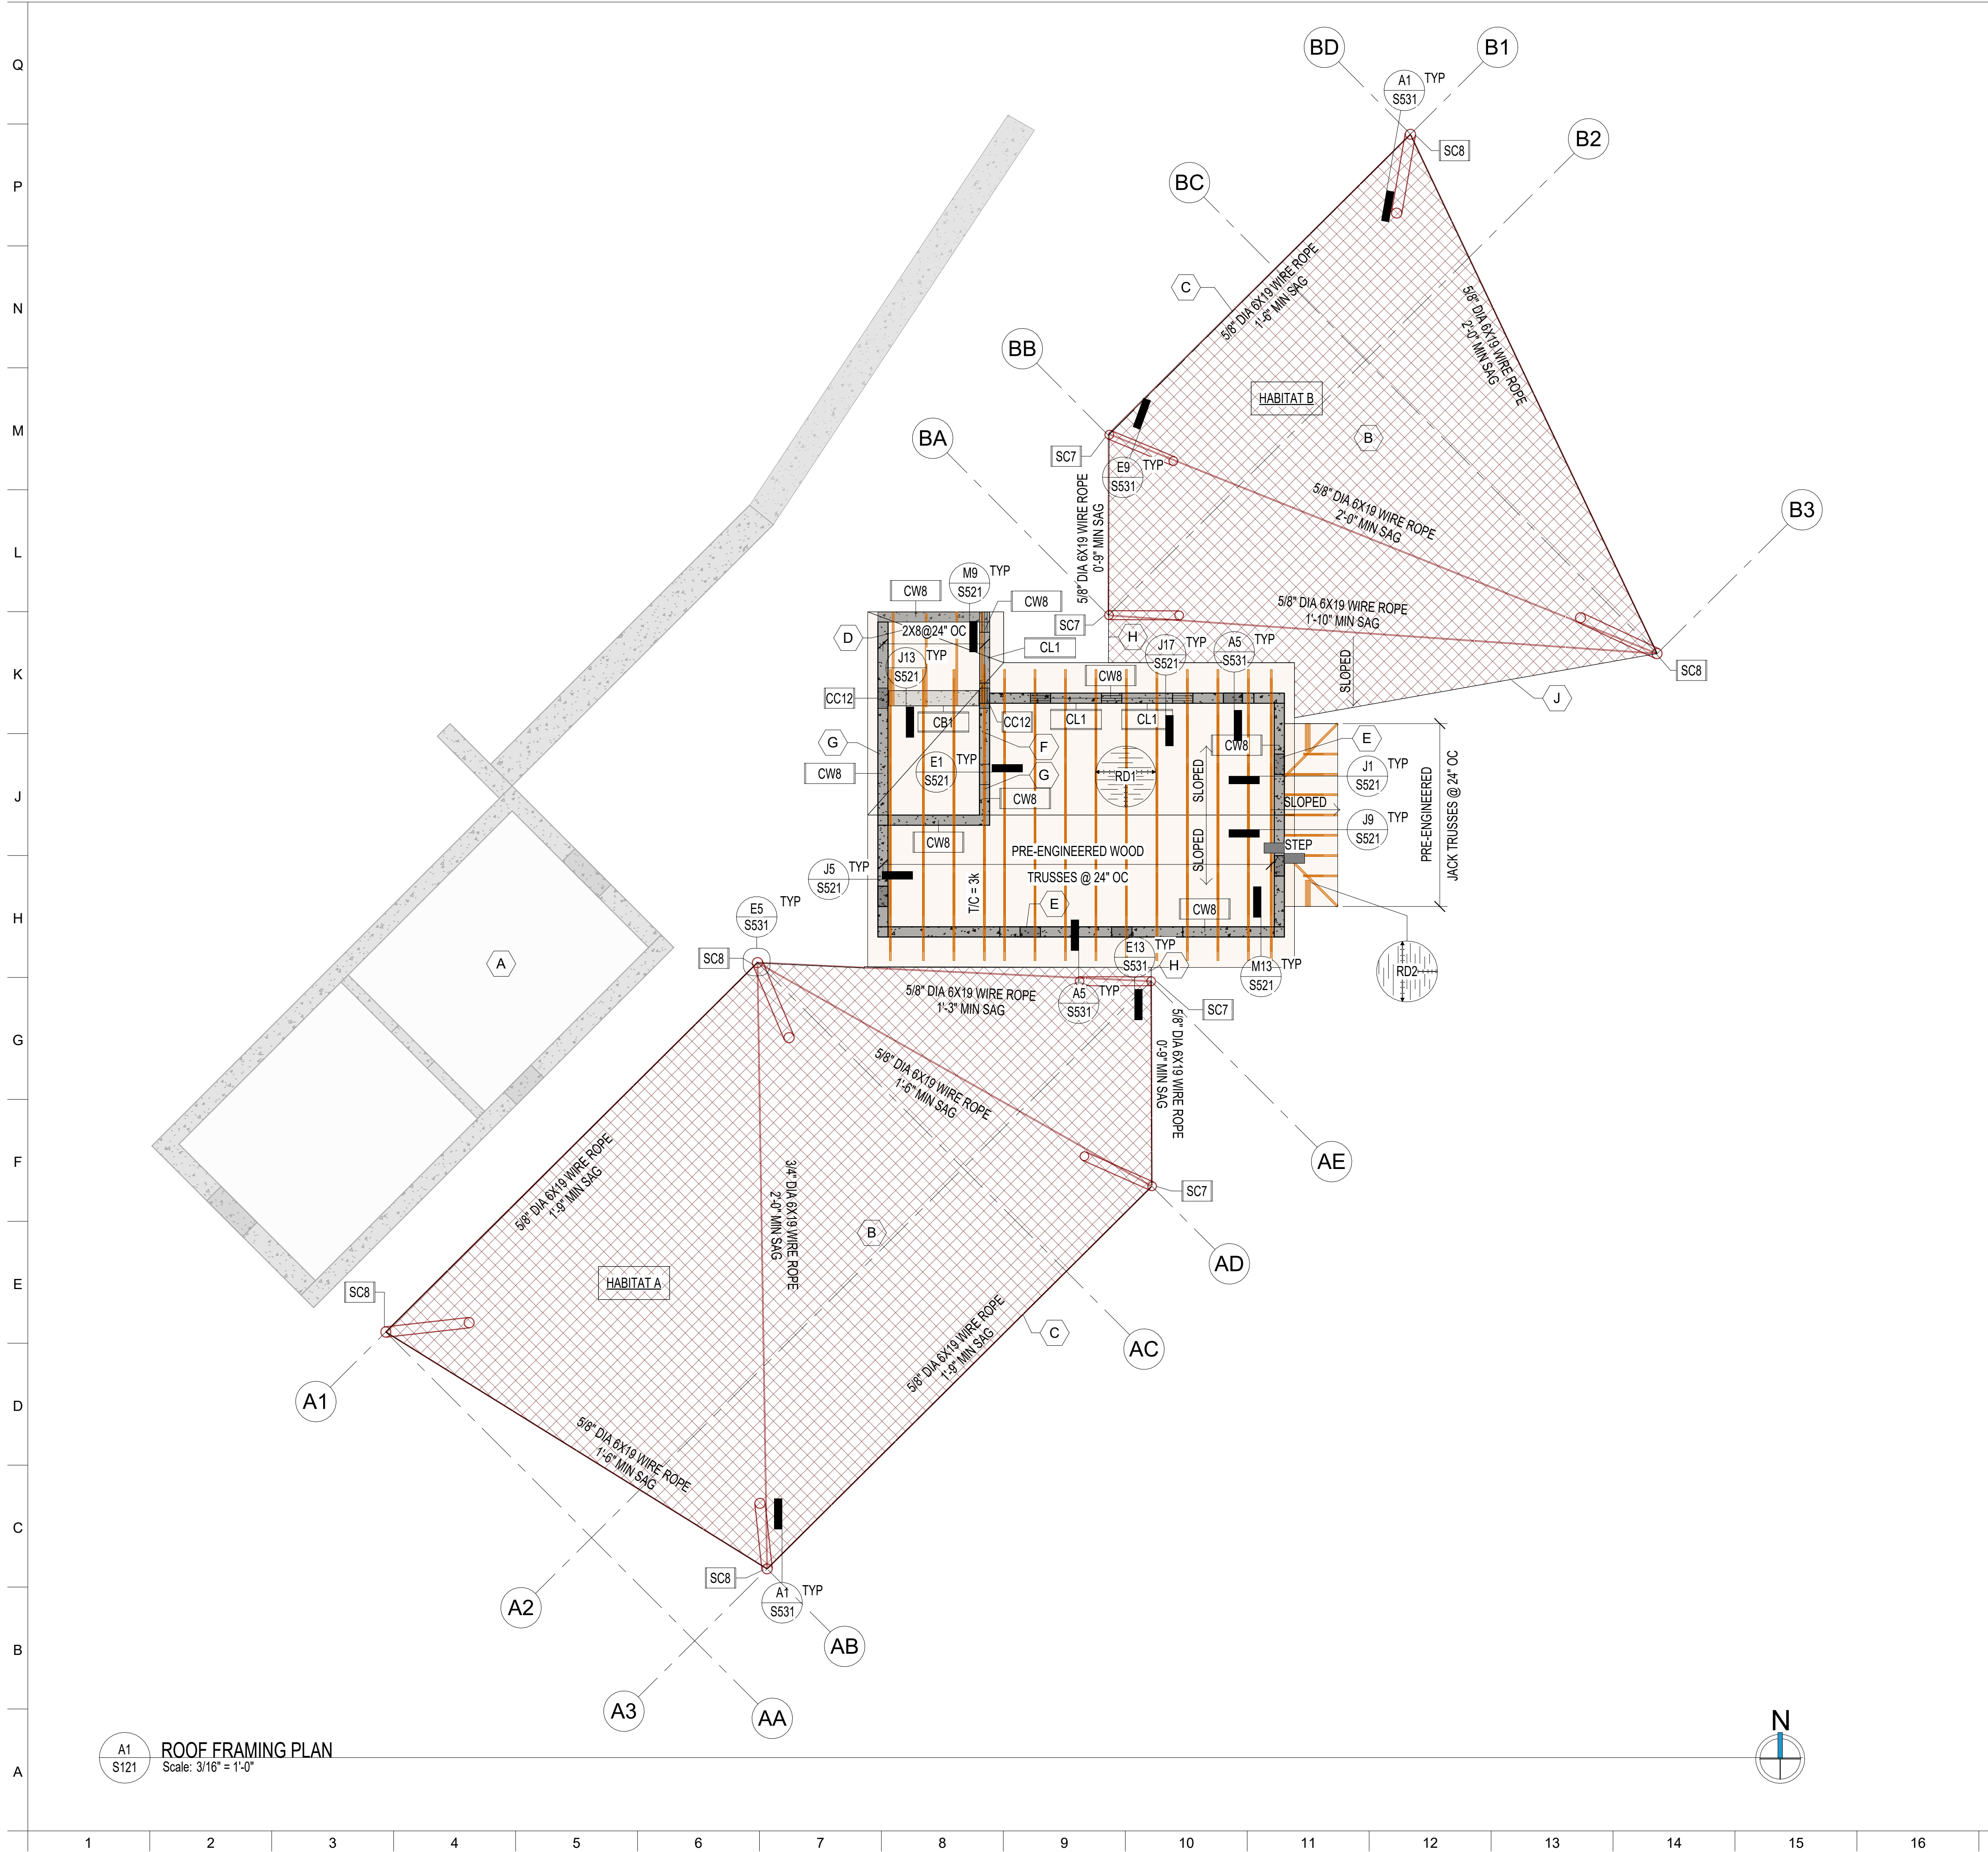 Q
BD
B1
A1
TYP
S531
B2
SC8
P
BC
5/8" DIA 6X19 WIRE ROPE
1'-6" MIN SAG
C
N
5/8" DIA 6X19 WIRE ROPE
2'-0" MIN SAG
BB
HABITAT B
BA
M
B
SC7
E9
TYP
S531
5/8" DIA 6X19 WIRE ROPE
0'-9" MIN SAG
5/8" DIA 6X19 WIRE ROPE
2'-0" MIN SAG
B3
L
M9
TYP
S521
CW8
CW8
5/8" DIA 6X19 WIRE ROPE
1'-10" MIN SAG
SC7
D
2X8@24" OC
H
J17
TYP
S521
A5
TYP
S531
CL1
J13
TYP
S521
K
CW8
SLOPED
SC8
CC12
CB1
CC12
CL1
CL1
J
G
F
CW8
E
E1
TYP
S521
G
RD1
SLOPED
J1
TYP
S521
CW8
J
CW8
SLOPED
PRE-ENGINEERED
JACK TRUSSES @ 24" OC
J9
TYP
S521
CW8
PRE-ENGINEERED WOOD
TRUSSES @ 24" OC
SLOPED
STEP
J5
TYP
S521
T/C = 3k
E
CW8
H
E5
TYP
S531
E13
TYP
S531
H
SC8
A
M13
TYP
S521
RD2
5/8" DIA 6X19 WIRE ROPE
1'-3" MIN SAG
A5
TYP
S531
SC7
G
5/8" DIA 6X19 WIRE ROPE
0'-9" MIN SAG
5/8" DIA 6X19 WIRE ROPE
1'-6" MIN SAG
F
AE
5/8" DIA 6X19 WIRE ROPE
1'-9" MIN SAG
3/4" DIA 6X19 WIRE ROPE
2'-0" MIN SAG
SC7
B
AD
E
HABITAT A
SC8
5/8" DIA 6X19 WIRE ROPE
1'-9" MIN SAG
C
AC
A1
D
5/8" DIA 6X19 WIRE ROPE
1'-6" MIN SAG
C
SC8
A1
TYP
S531
A2
AB
B
A3
AA
N
A1
S121
ROOF FRAMING PLAN
Scale: 3/16" = 1'-0"
A
1 2 3 4 5 6 7 8 9 10 11 12 13 14 15 16